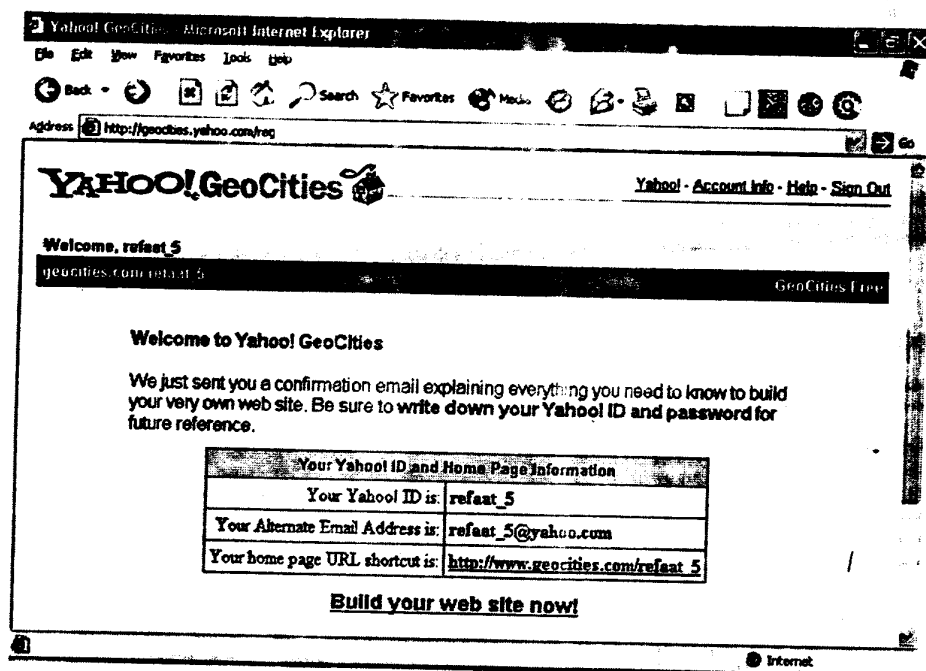 Yahoo! GeoCities - Microsoft Internet Explorer
File Edit View Favorites Tools Help
Back Search Favorites Media
Address http://geocities.yahoo.com/reg Go
YAHOO! GeoCities
Yahoo! - Account Info - Help - Sign Out
Welcome, refaat_5
geocities.com/refaat_5 GeoCities Free
Welcome to Yahoo! GeoCities
We just sent you a confirmation email explaining everything you need to know to build
your very own web site. Be sure to write down your Yahoo! ID and password for
future reference.
Your Yahoo! ID and Home Page Information
Your Yahoo! ID is: refaat_5
Your Alternate Email Address is: refaat_5@yahoo.com
Your home page URL shortcut is: http://www.geocities.com/refaat_5
Build your web site now!
Internet